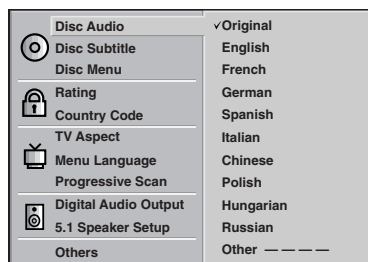 Disc Audio
Disc Subtitle
Disc Menu
Rating
Country Code
TV Aspect
Menu Language
Progressive Scan
Digital Audio Output
5.1 Speaker Setup
Others
✓Original
English
French
German
Spanish
Italian
Chinese
Polish
Hungarian
Russian
Other — — — —